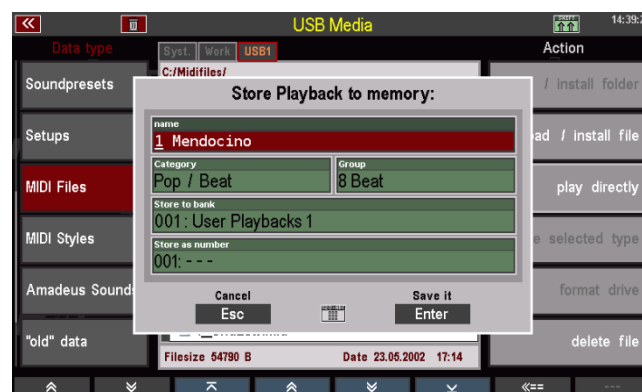 USB Media
14:39:
Data type
Syst. Work USB1
Action
C:/Midifiles/
Soundpresets
/ install folder
Store Playback to memory:
name
1 Mendocino
Setups
ad / install file
Category
Group
Pop / Beat
8 Beat
MIDI Files
play directly
Store to bank
001: User Playbacks 1
MIDI Styles
e selected type
Store as number
001: - - -
Amadeus Sound
format drive
Cancel
Save it
Esc
Enter
"old" data
delete file
Filesize 54790 B
Date 23.05.2002 17:14
<==
---